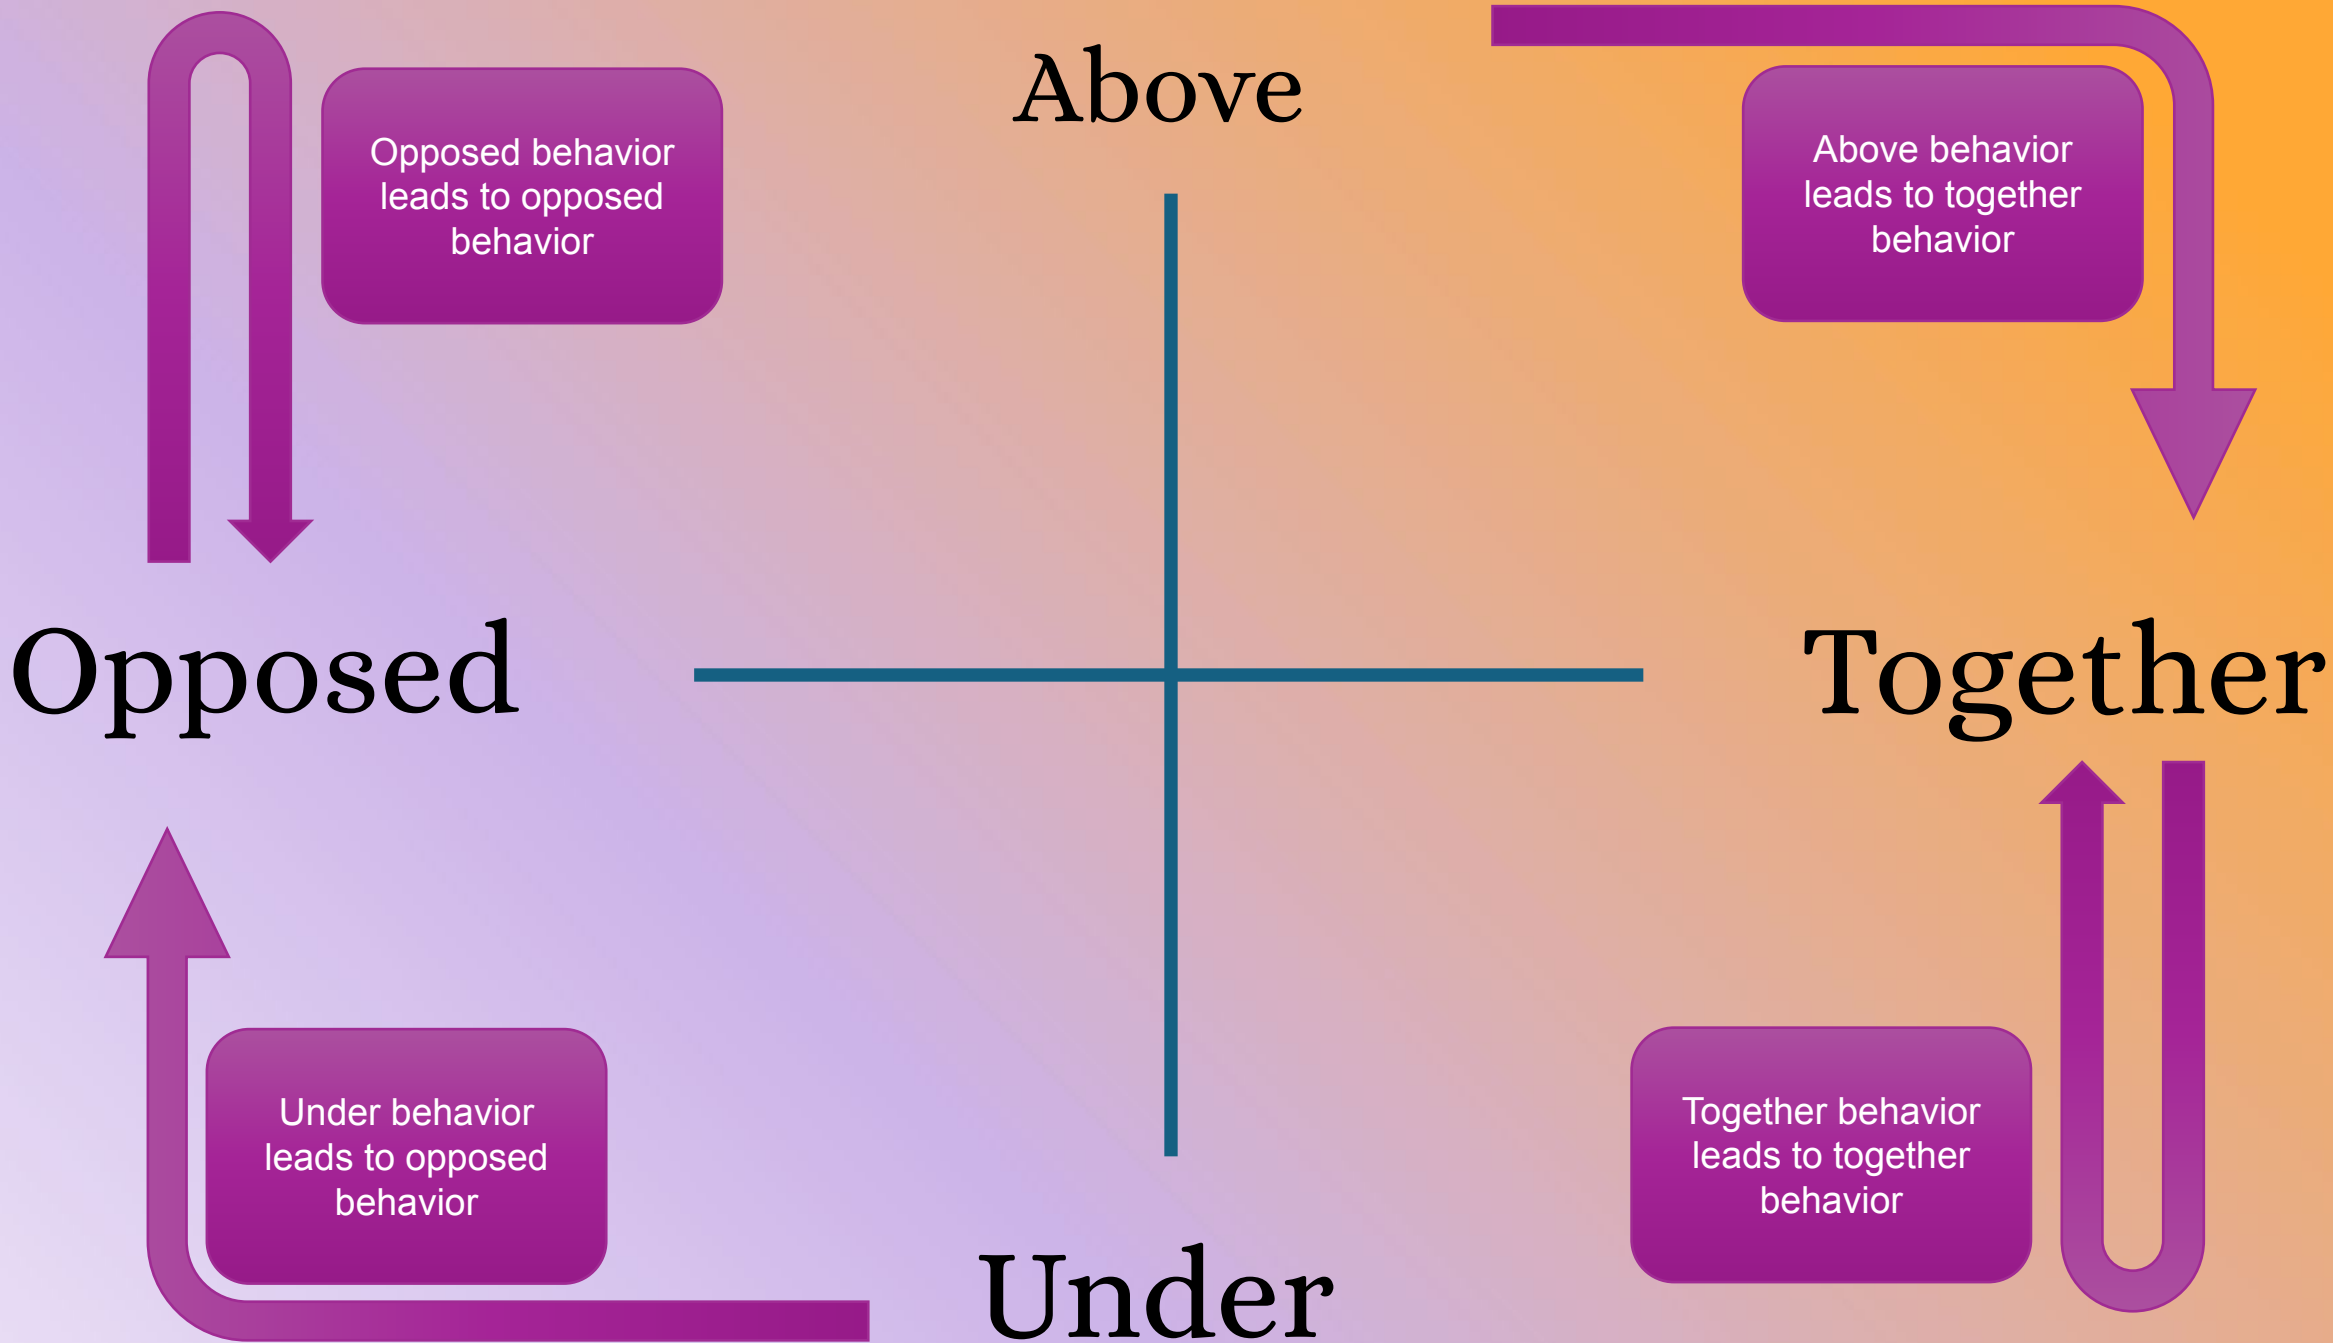 Above
Opposed behavior
leads to opposed
behavior
Above behavior
leads to together
behavior
Opposed
Together
Under behavior
leads to opposed
behavior
Together behavior
leads to together
behavior
Under